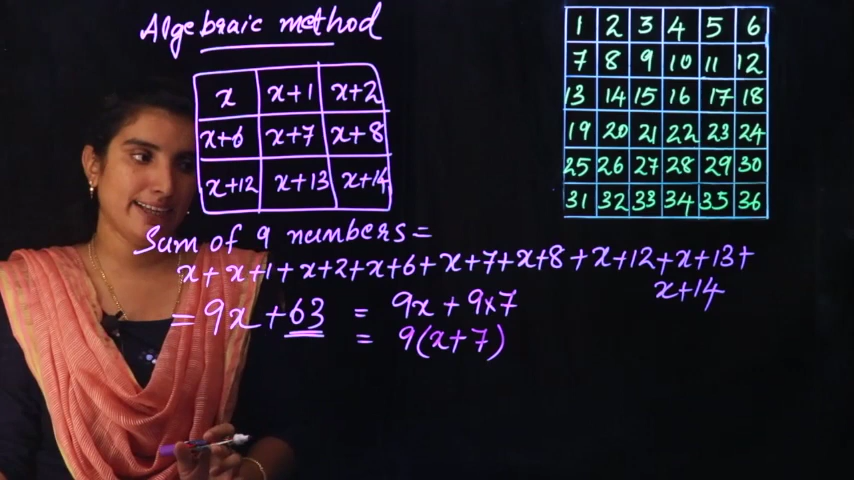 Algebraic method
x x+1 x+2
x+6 x+7 x+8
x+12 x+13 x+14
Sum of 9 numbers =
x+x+1+x+2+x+6+x+7+x+8+x+12+x+13+
x+14
= 9x+63 = 9x+9x7
= 9(x+7)
1 2 3 4 5 6
7 8 9 10 11 12
13 14 15 16 17 18
19 20 21 22 23 24
25 26 27 28 29 30
31 32 33 34 35 36